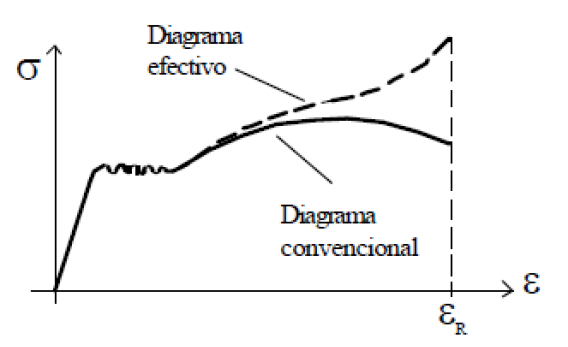 Diagrama
efectivo
σ
Diagrama
convencional
ε
ε_R